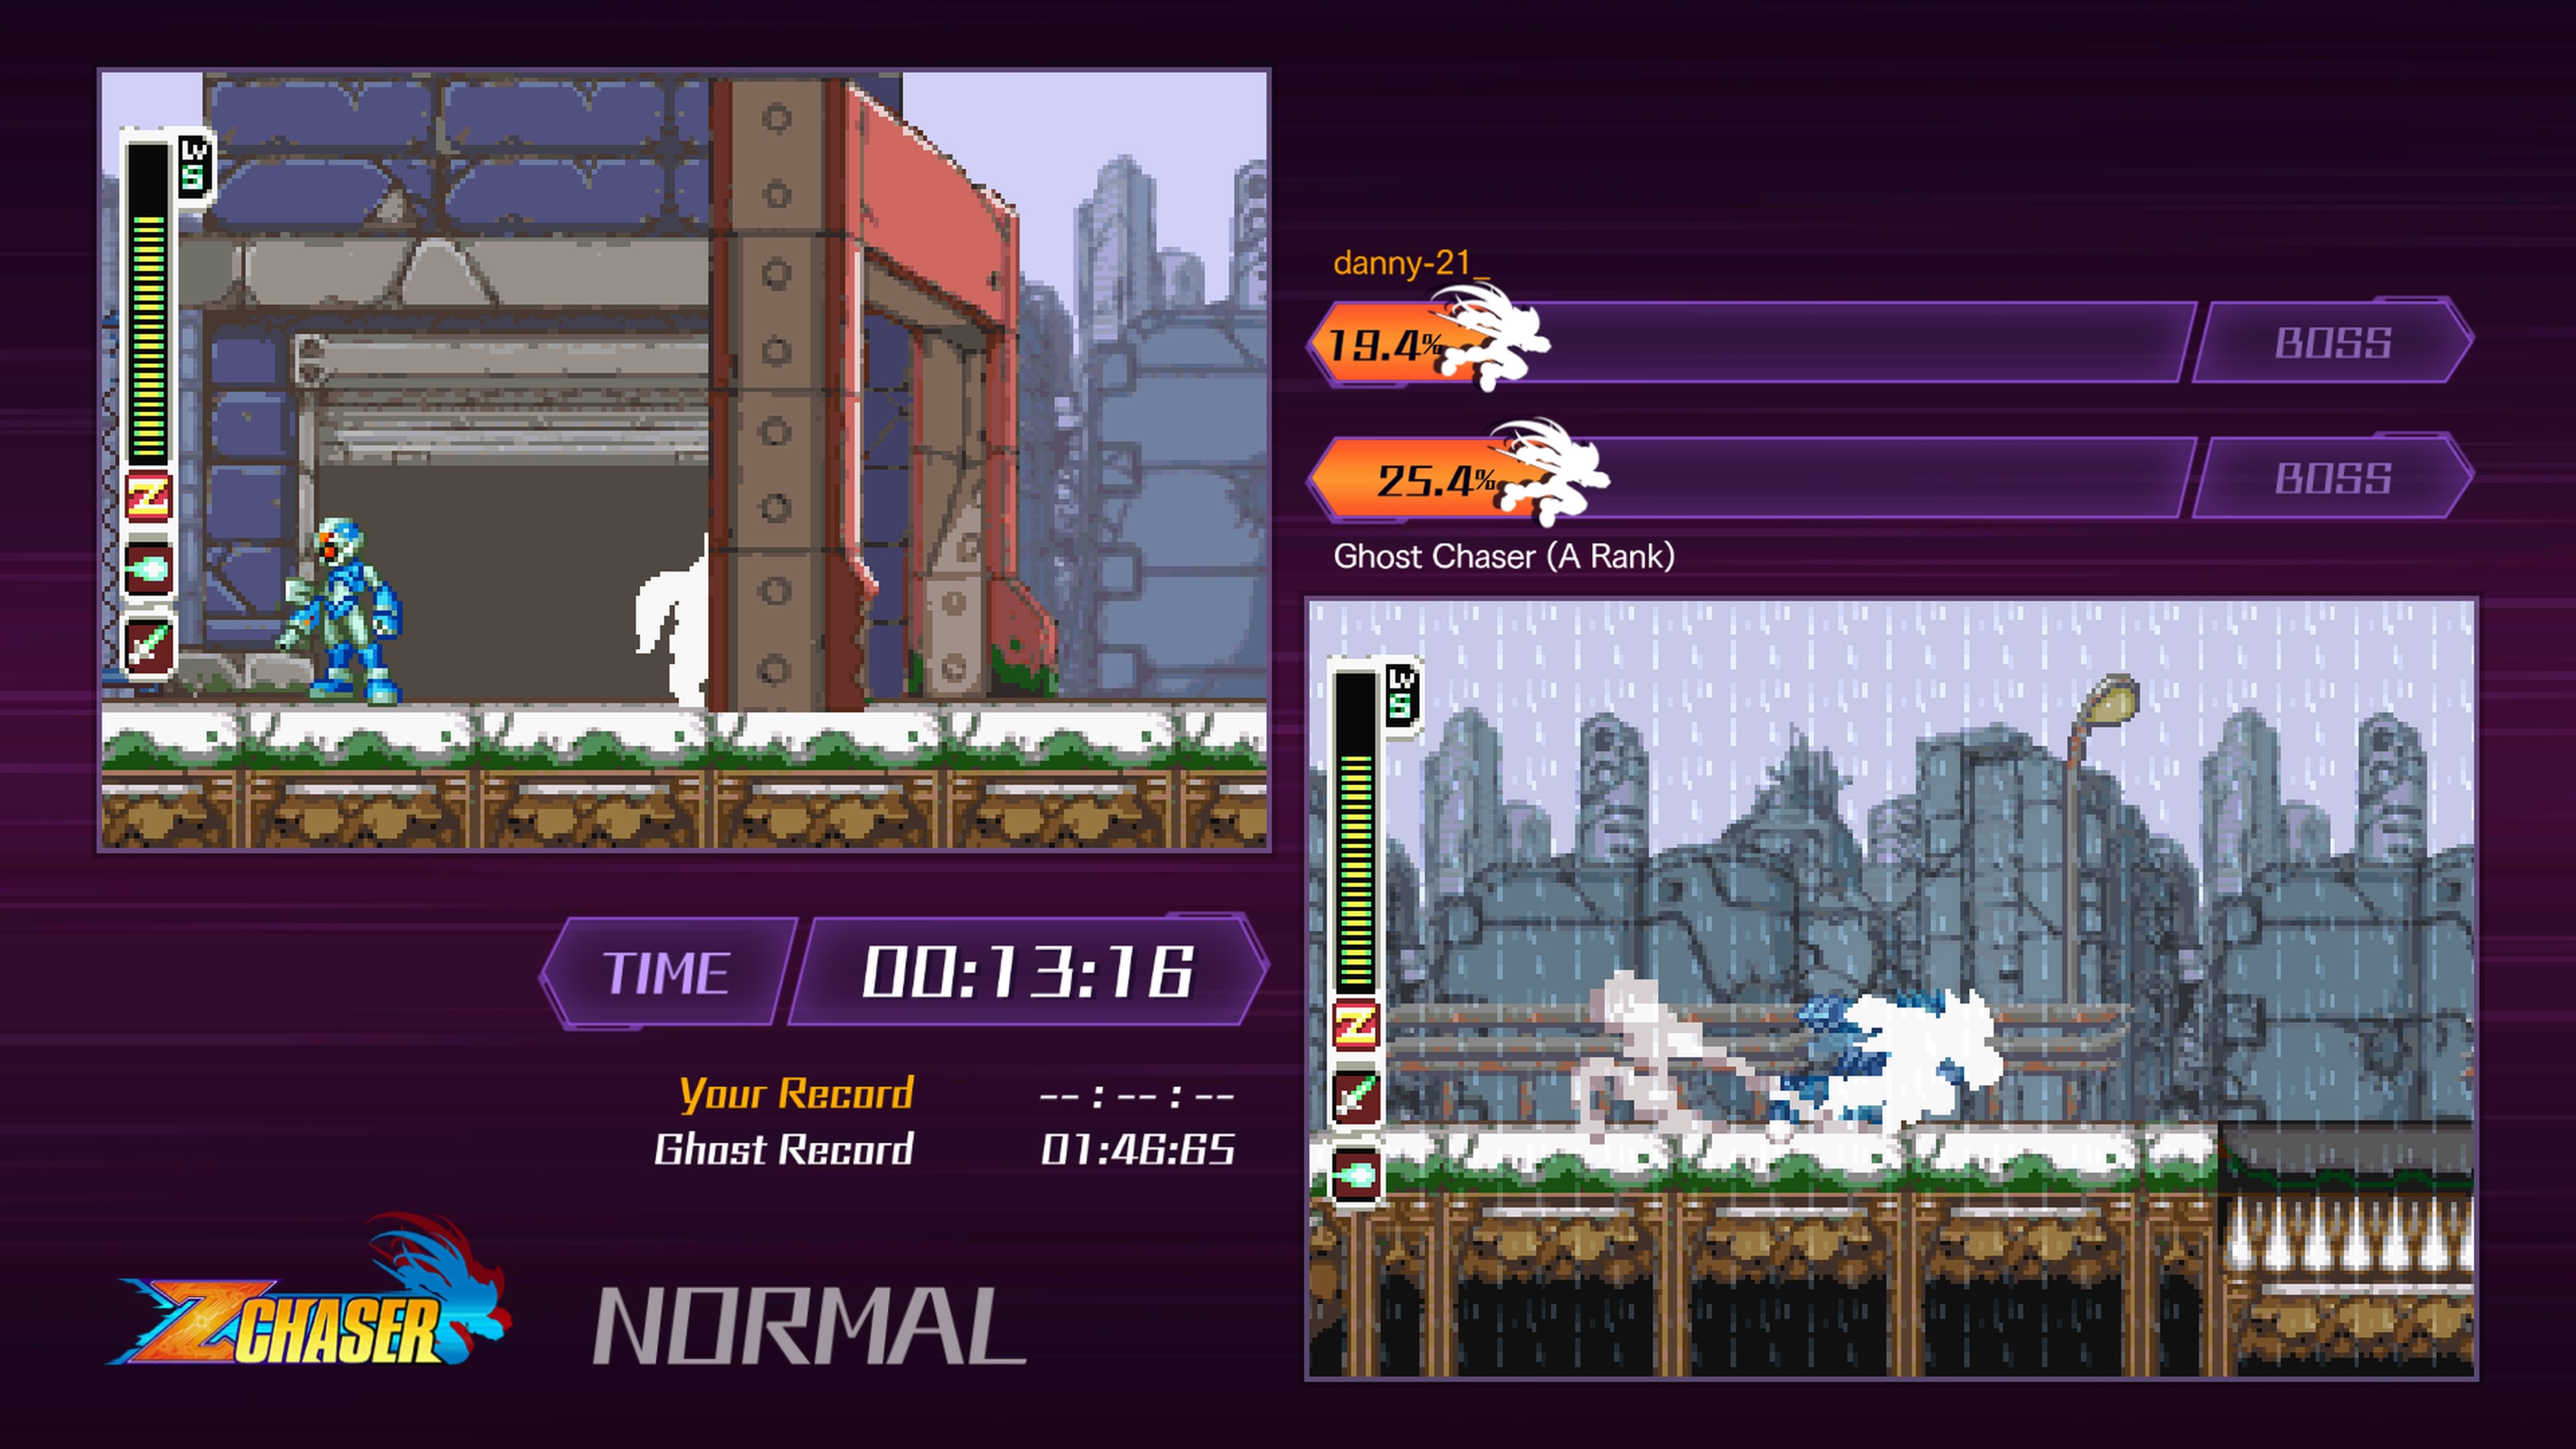 danny-21_
19.4%
BOSS
25.4%
BOSS
Ghost Chaser (A Rank)
Z
Z
TIME
00:13:16
Your Record
--:--:--
Ghost Record
01:46:65
Z CHASER
NORMAL